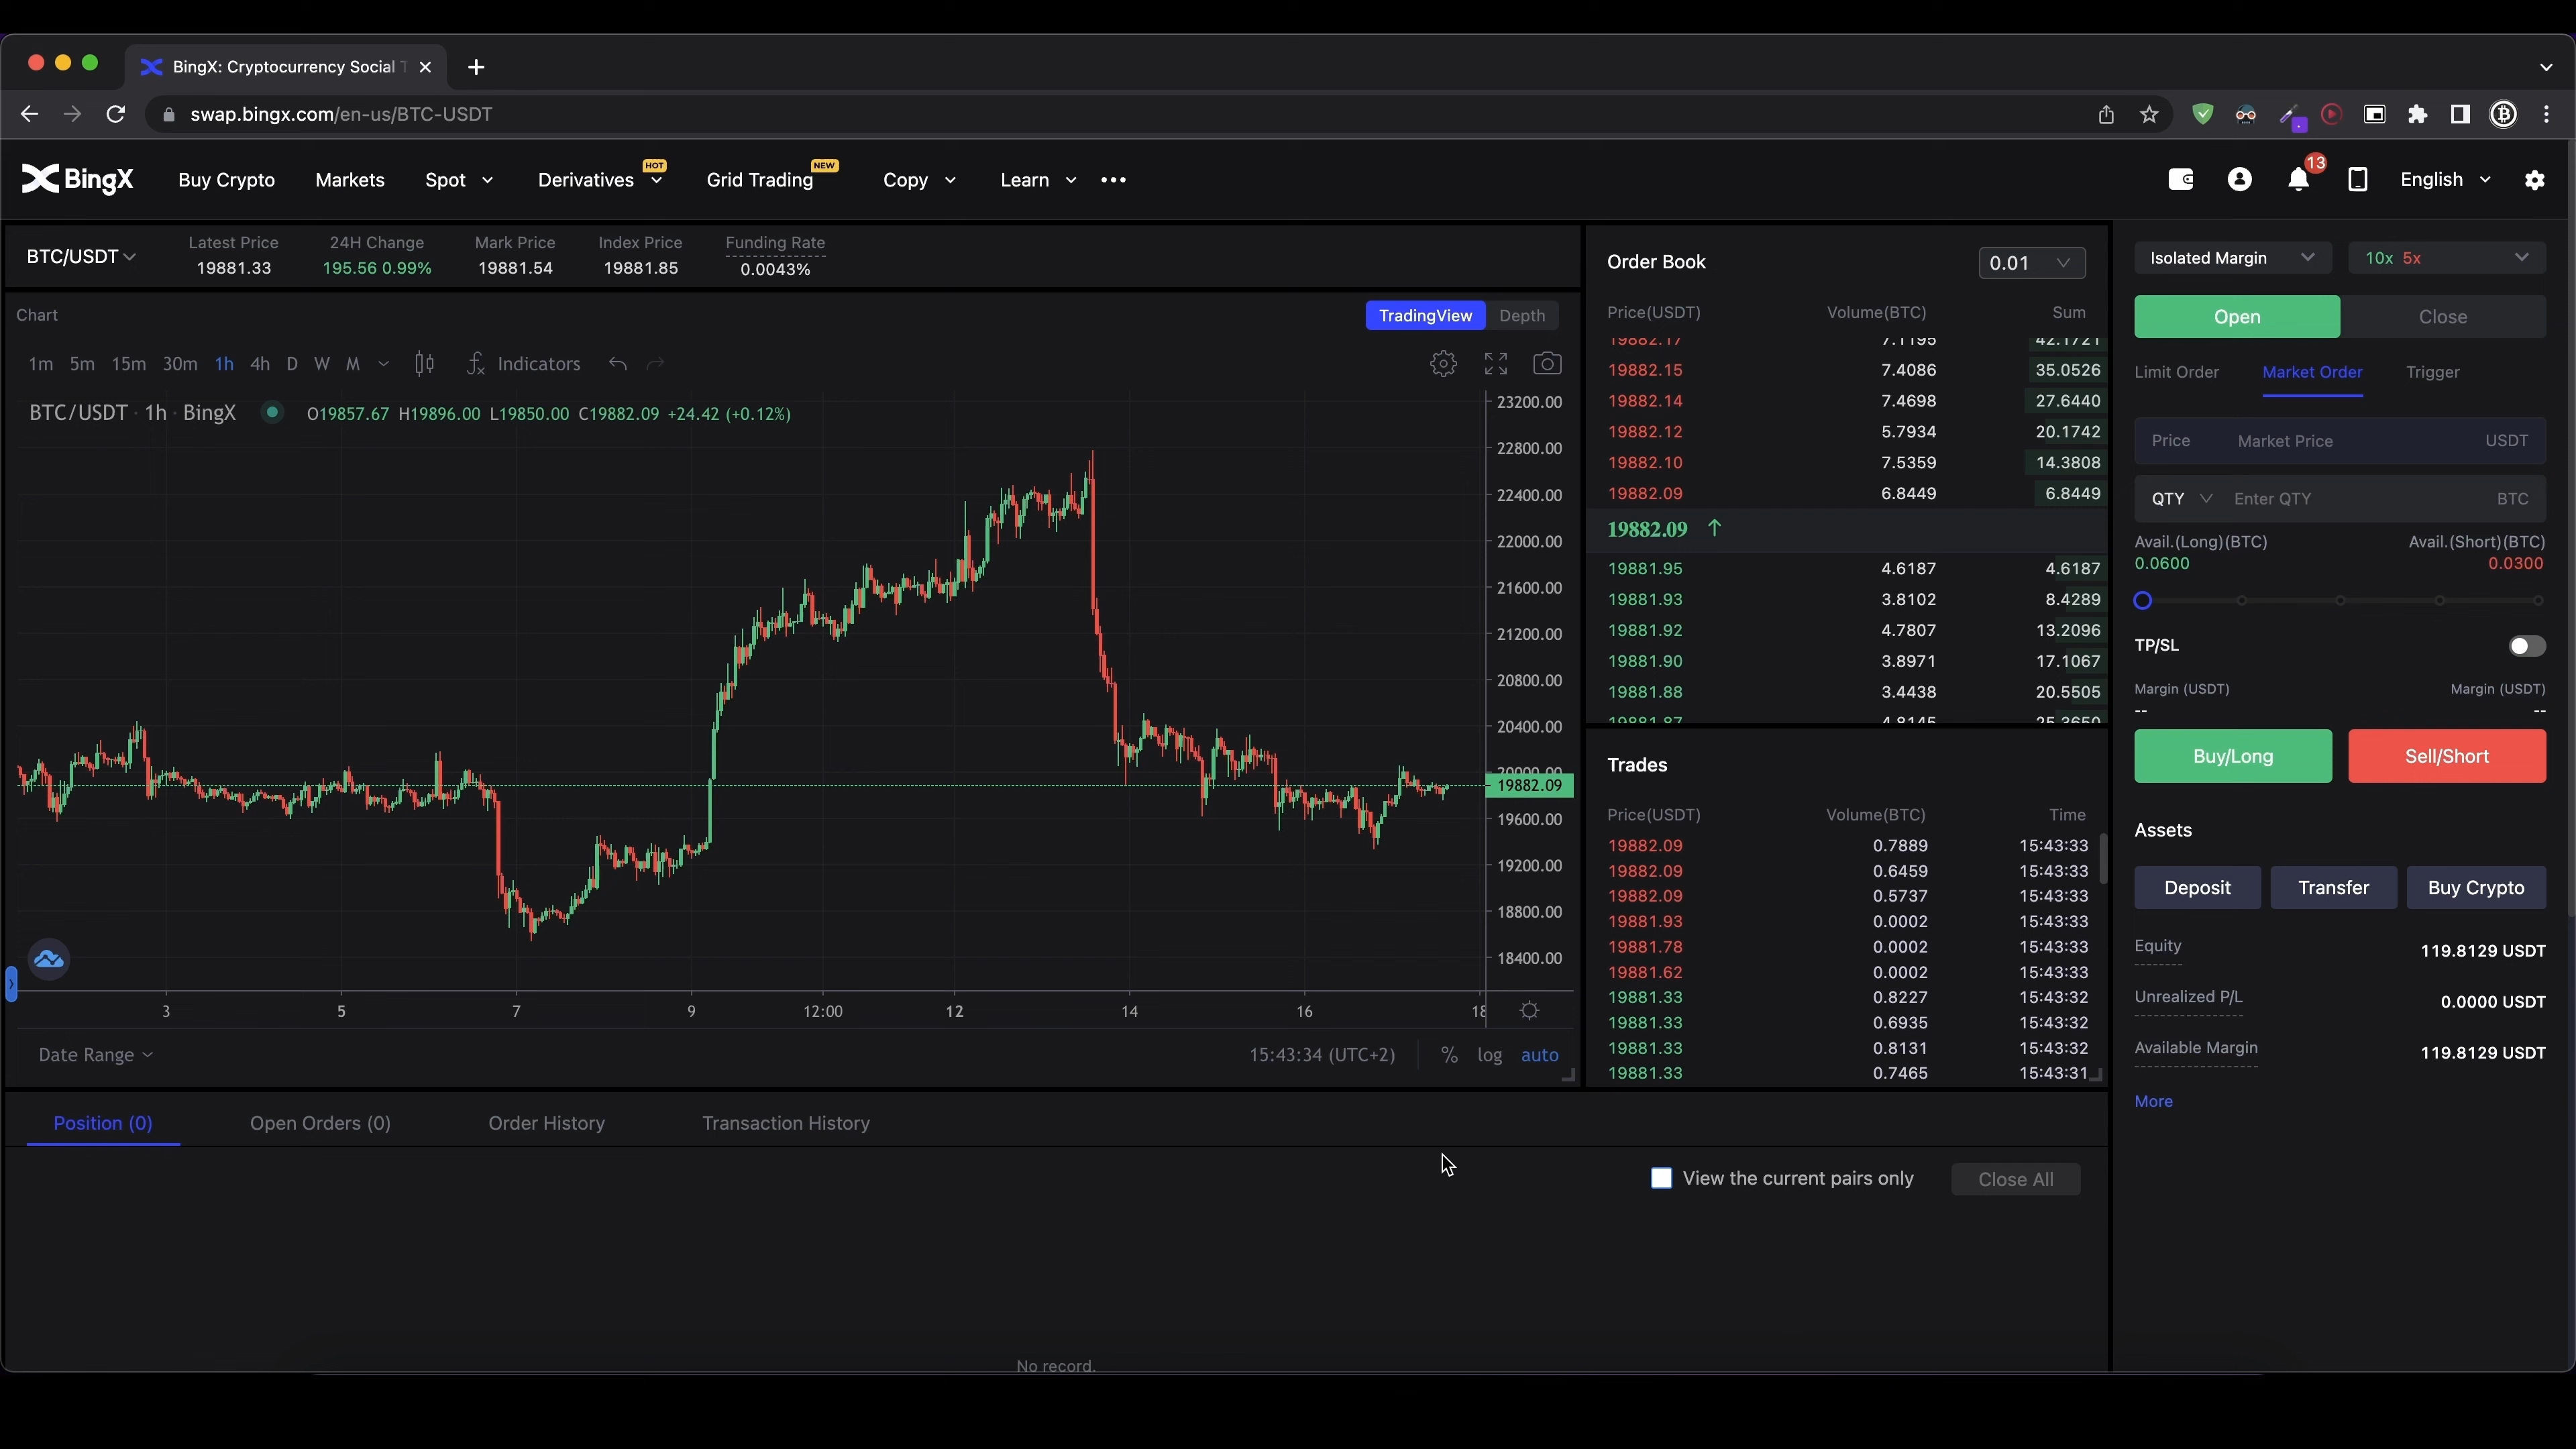 BingX: Cryptocurrency Social T
swap.bingx.com/en-us/BTC-USDT
BingX
Buy Crypto
Markets
Spot
Derivatives
HOT
Grid Trading
NEW
Copy
Learn
13
English
BTC/USDT
Latest Price
19881.33
24H Change
195.56 0.99%
Mark Price
19881.54
Index Price
19881.85
Funding Rate
0.0043%
Chart
TradingView
Depth
1m 5m 15m 30m 1h 4h D W M
Indicators
BTC/USDT · 1h · BingX
O19857.67 H19896.00 L19850.00 C19882.09 +24.42 (+0.12%)
23200.00
22800.00
22400.00
22000.00
21600.00
21200.00
20800.00
20400.00
20000.00
19882.09
19600.00
19200.00
18800.00
18400.00
3 5 7 9 12:00 12 14 16 18
Date Range
15:43:34 (UTC+2)
% log auto
Order Book
0.01
Price(USDT) Volume(BTC) Sum
19882.17 7.1195 42.1721
19882.15 7.4086 35.0526
19882.14 7.4698 27.6440
19882.12 5.7934 20.1742
19882.10 7.5359 14.3808
19882.09 6.8449 6.8449
19882.09 ↑
19881.95 4.6187 4.6187
19881.93 3.8102 8.4289
19881.92 4.7807 13.2096
19881.90 3.8971 17.1067
19881.88 3.4438 20.5505
19881.87 4.8145 25.3650
Trades
Price(USDT) Volume(BTC) Time
19882.09 0.7889 15:43:33
19882.09 0.6459 15:43:33
19882.09 0.5737 15:43:33
19881.93 0.0002 15:43:33
19881.78 0.0002 15:43:33
19881.62 0.0002 15:43:33
19881.33 0.8227 15:43:32
19881.33 0.6935 15:43:32
19881.33 0.8131 15:43:32
19881.33 0.7465 15:43:31
Isolated Margin
10x 5x
Open
Close
Limit Order
Market Order
Trigger
Price Market Price USDT
QTY Enter QTY BTC
Avail.(Long)(BTC) Avail.(Short)(BTC)
0.0600 0.0300
TP/SL
Margin (USDT) Margin (USDT)
-- --
Buy/Long
Sell/Short
Assets
Deposit
Transfer
Buy Crypto
Equity 119.8129 USDT
Unrealized P/L 0.0000 USDT
Available Margin 119.8129 USDT
More
Position (0)
Open Orders (0)
Order History
Transaction History
View the current pairs only
Close All
No record.